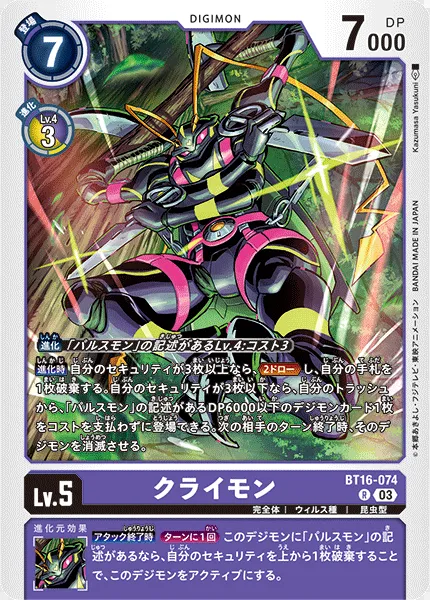 登場
7
DIGIMON
7000
DP
進化
Lv.4
3
Kazumasa Yasukuni
©本郷あきよし・フジテレビ・東映アニメーション BANDAI MADE IN JAPAN
進化 「パルスモン」の記述があるLv.4:コスト3
進化時 自分のセキュリティが3枚以上なら、2ドローし、自分の手札を
1枚破棄する。自分のセキュリティが3枚以下なら、自分のトラッシュ
から、「パルスモン」の記述があるDP6000以下のデジモンカード1枚
をコストを支払わずに登場できる。次の相手のターン終了時、そのデ
ジモンを消滅させる。
Lv.5
クライモン
BT16-074
R 03
完全体 | ウィルス種 | 昆虫型
進化元効果
アタック終了時 ターンに1回 このデジモンに「パルスモン」の記
述があるなら、自分のセキュリティを上から1枚破棄すること
で、このデジモンをアクティブにする。